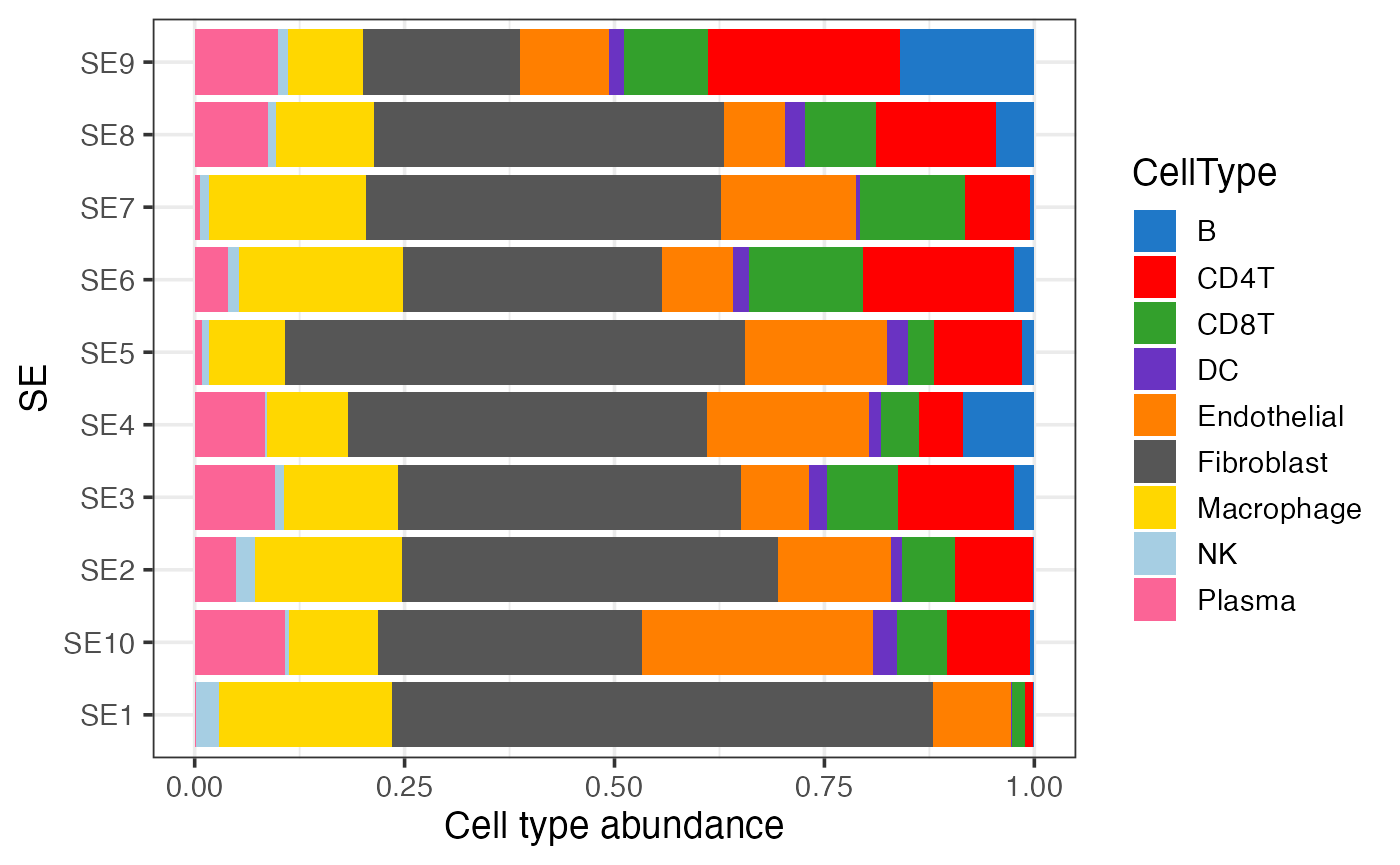 SE9
SE8
SE7
SE6
SE5
SE4
SE3
SE2
SE10
SE1
SE
0.00 0.25 0.50 0.75 1.00
Cell type abundance
CellType
B
CD4T
CD8T
DC
Endothelial
Fibroblast
Macrophage
NK
Plasma